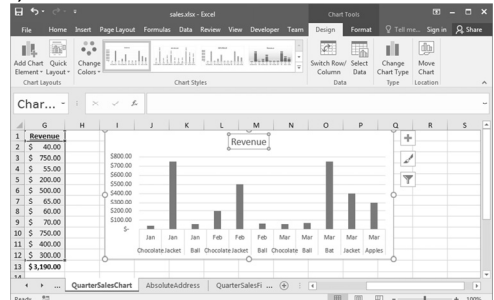 sales.xlsx - Excel
Chart Tools
File Home Insert Page Layout Formulas Data Review View Developer Team Design Format Tell me... Sign in Share
Add Chart Element Quick Layout Change Colors Switch Row/Column Select Data Change Chart Type Move Chart
Chart Layouts Chart Styles Data Type Location
Char...
G H I J K L M N O P Q R S
1 Revenue
2 $ 40.00
3 $ 750.00
4 $ 55.00
5 $ 200.00
6 $ 500.00
7 $ 65.00
8 $ 60.00
9 $ 70.00
10 $ 750.00
11 $ 400.00
12 $ 300.00
13 $3,190.00
Revenue
$800.00
$700.00
$600.00
$500.00
$400.00
$300.00
$200.00
$100.00
$-
Jan Jan Jan Feb Feb Feb Mar Mar Mar Mar Mar
Chocolate Jacket Ball Chocolate Jacket Ball Chocolate Ball Bat Jacket Apples
... QuarterSalesChart AbsoluteAddress QuarterSalesFi ...
Ready 100%